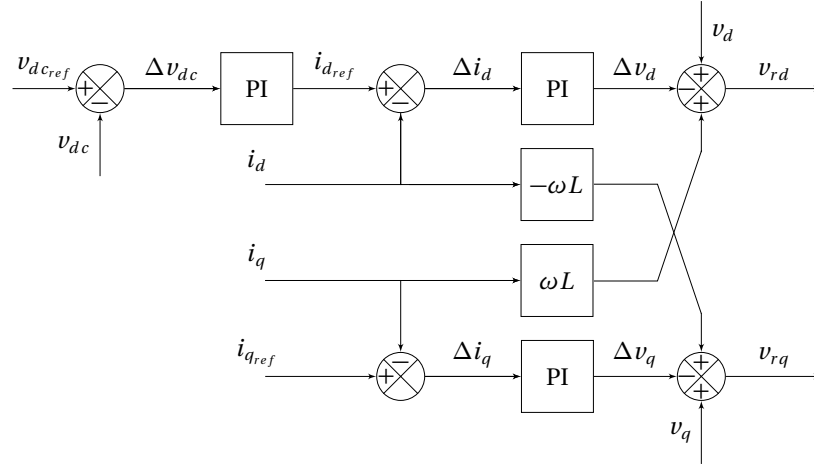 v_d
v_{dc_{ref}} Δv_{dc} PI i_{d_{ref}} Δi_d PI Δv_d v_{rd}
+ − + − + − +
v_{dc}
i_d −ωL
i_q ωL
i_{q_{ref}} Δi_q PI Δv_q v_{rq}
− + + − +
v_q